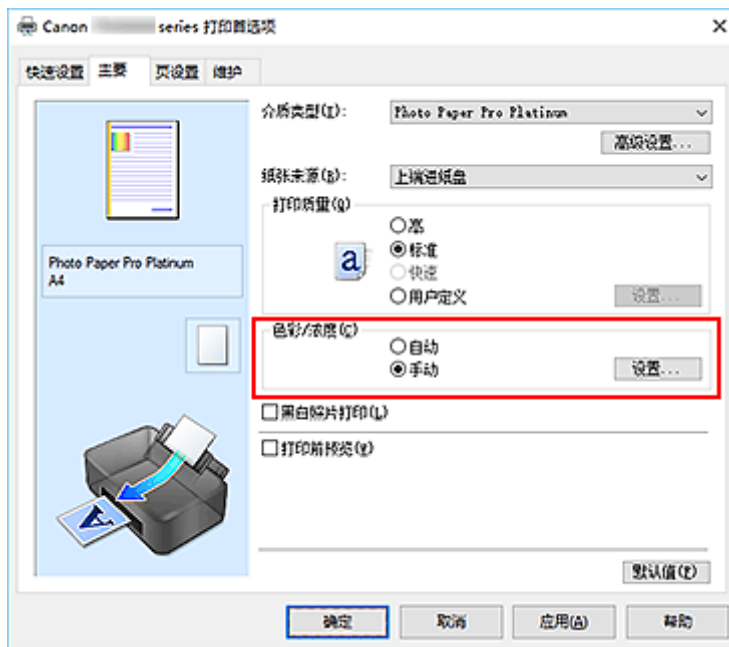 Canon series 打印首选项
快速设置 主要 页设置 维护
介质类型(I): Photo Paper Pro Platinum
高级设置...
纸张来源(B): 上端进纸盘
打印质量(Q)
高
标准
快速
用户定义 设置...
Photo Paper Pro Platinum
A4
色彩/浓度(C)
自动
手动 设置...
黑白照片打印(L)
打印前预览(V)
默认值(F)
确定 取消 应用(A) 帮助